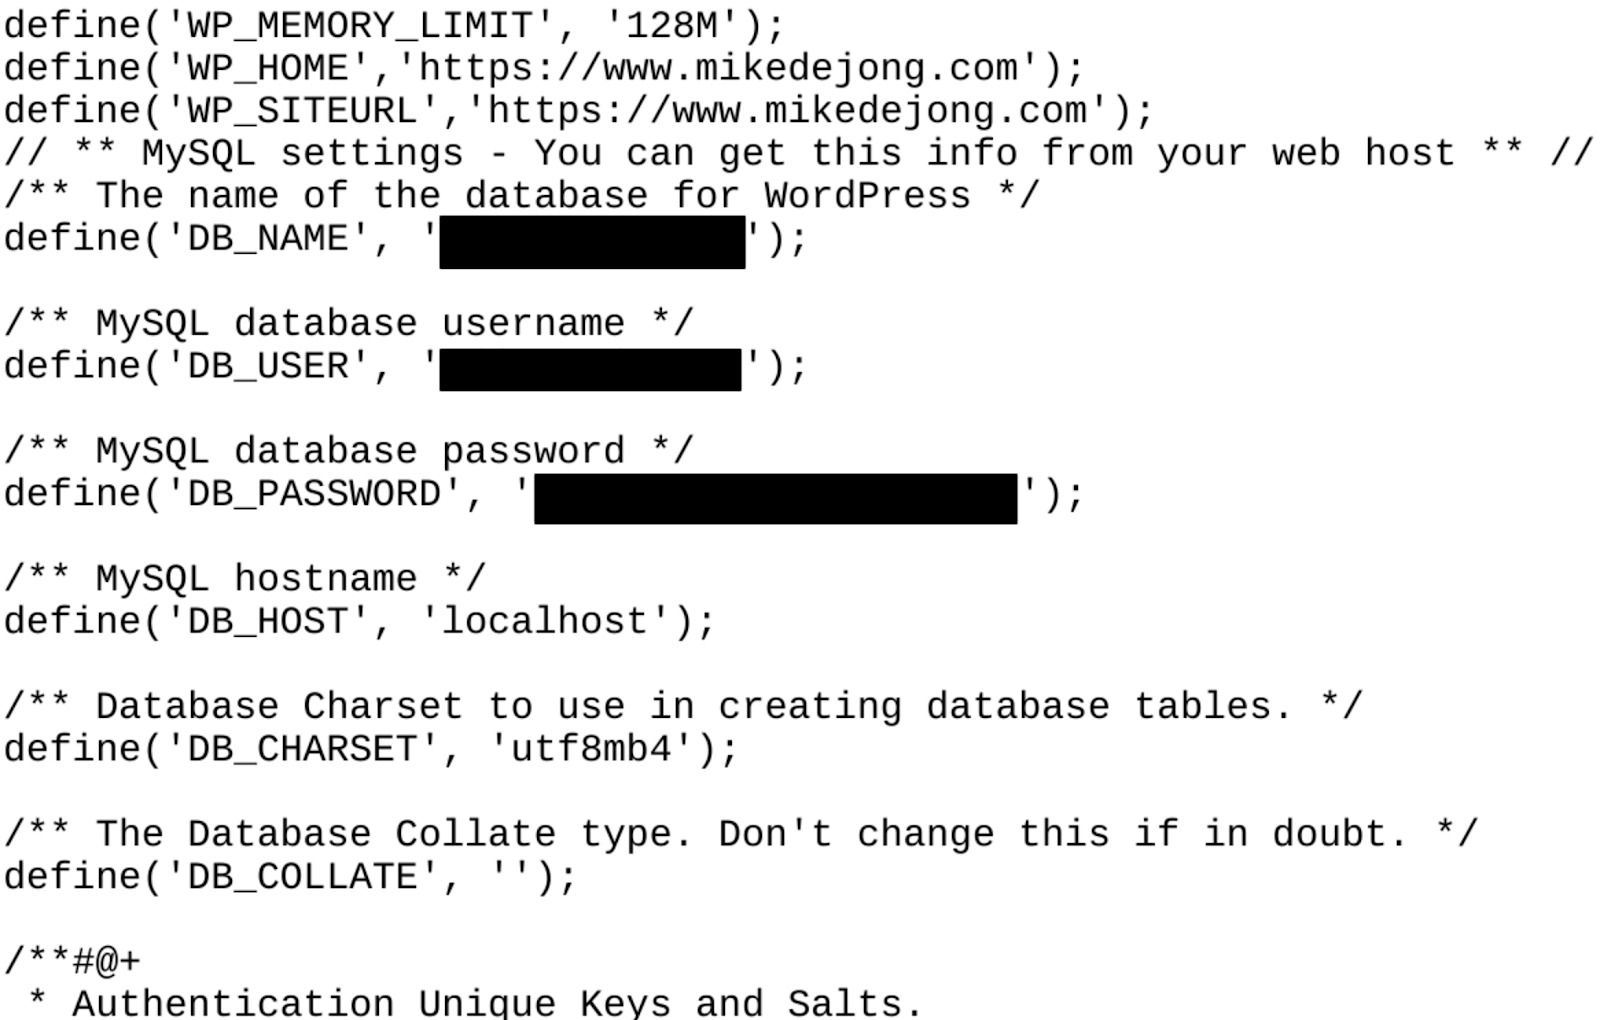 define('WP_MEMORY_LIMIT', '128M');
define('WP_HOME','https://www.mikedejong.com');
define('WP_SITEURL','https://www.mikedejong.com');
// ** MySQL settings - You can get this info from your web host ** //
/** The name of the database for WordPress */
define('DB_NAME', '');
/** MySQL database username */
define('DB_USER', '');
/** MySQL database password */
define('DB_PASSWORD', '');
/** MySQL hostname */
define('DB_HOST', 'localhost');
/** Database Charset to use in creating database tables. */
define('DB_CHARSET', 'utf8mb4');
/** The Database Collate type. Don't change this if in doubt. */
define('DB_COLLATE', '');
/**#@+
* Authentication Unique Keys and Salts.